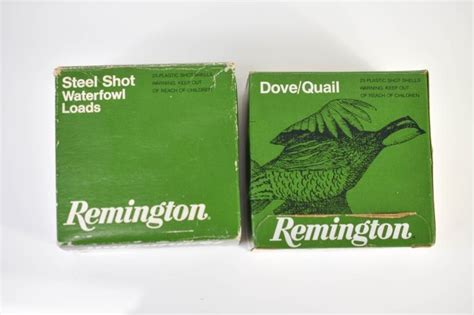 Steel Shot
Waterfowl
Loads
25 PLASTIC SHOT SHELLS
WARNING: KEEP OUT
OF REACH OF CHILDREN
Remington®
Dove/Quail
25 PLASTIC SHOT SHELLS
WARNING: KEEP OUT
OF REACH OF CHILDREN
Remington®